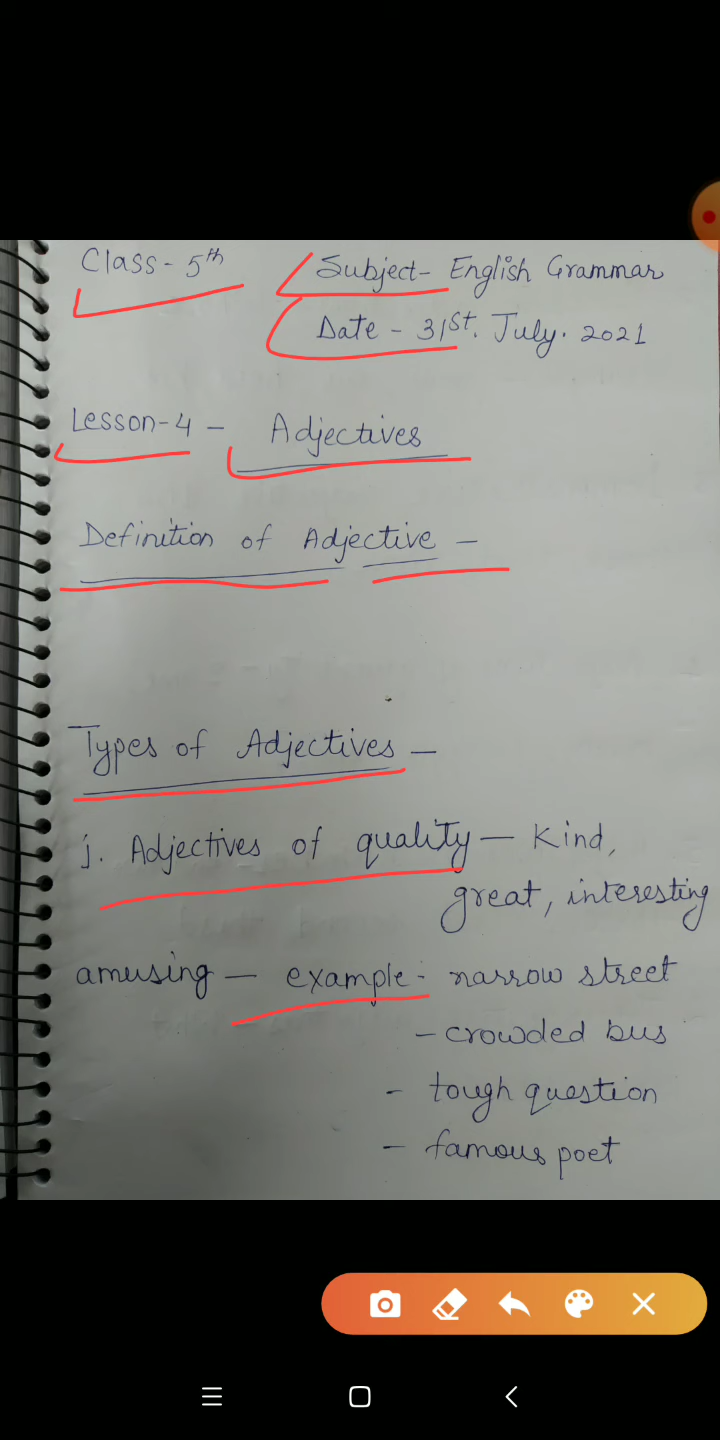 Class- 5th
Subject- English Grammar
Date - 31st. July. 2021
Lesson-4 - Adjectives
Definition of Adjective -
Types of Adjectives -
j. Adjectives of quality - Kind,
great, interesting
amusing - example - narrow street
- crowded bus
- tough question
- famous poet